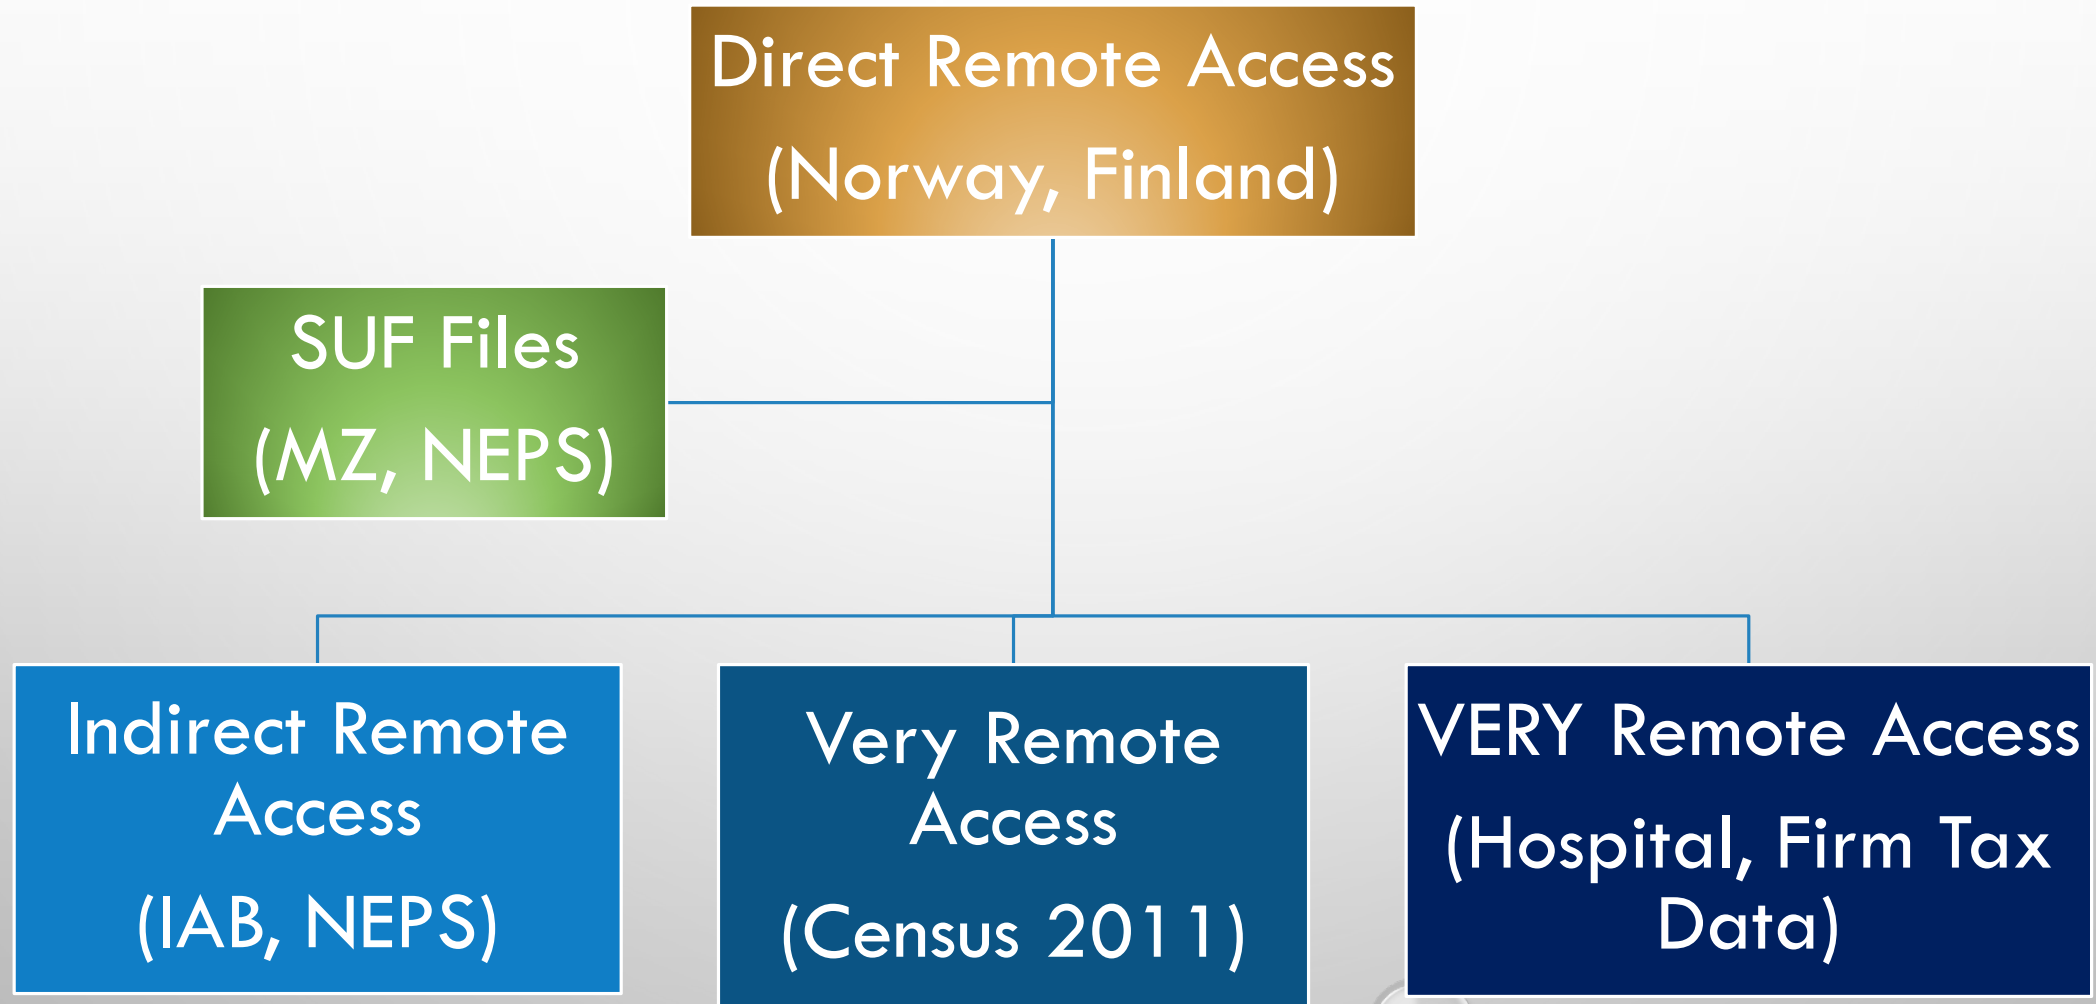 Direct Remote Access
(Norway, Finland)
SUF Files
(MZ, NEPS)
Indirect Remote
Access
(IAB, NEPS)
Very Remote
Access
(Census 2011)
VERY Remote Access
(Hospital, Firm Tax
Data)